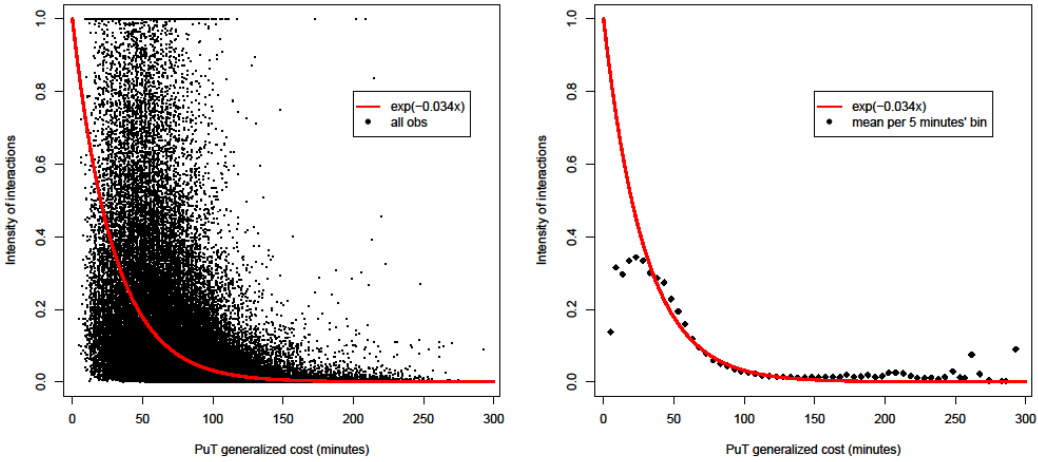 1.0
0.8
0.6
0.4
0.2
0.0
Intensity of interactions
exp(−0.034x)
all obs
0 50 100 150 200 250 300
PuT generalized cost (minutes)
1.0
0.8
0.6
0.4
0.2
0.0
Intensity of interactions
exp(−0.034x)
mean per 5 minutes' bin
0 50 100 150 200 250 300
PuT generalized cost (minutes)